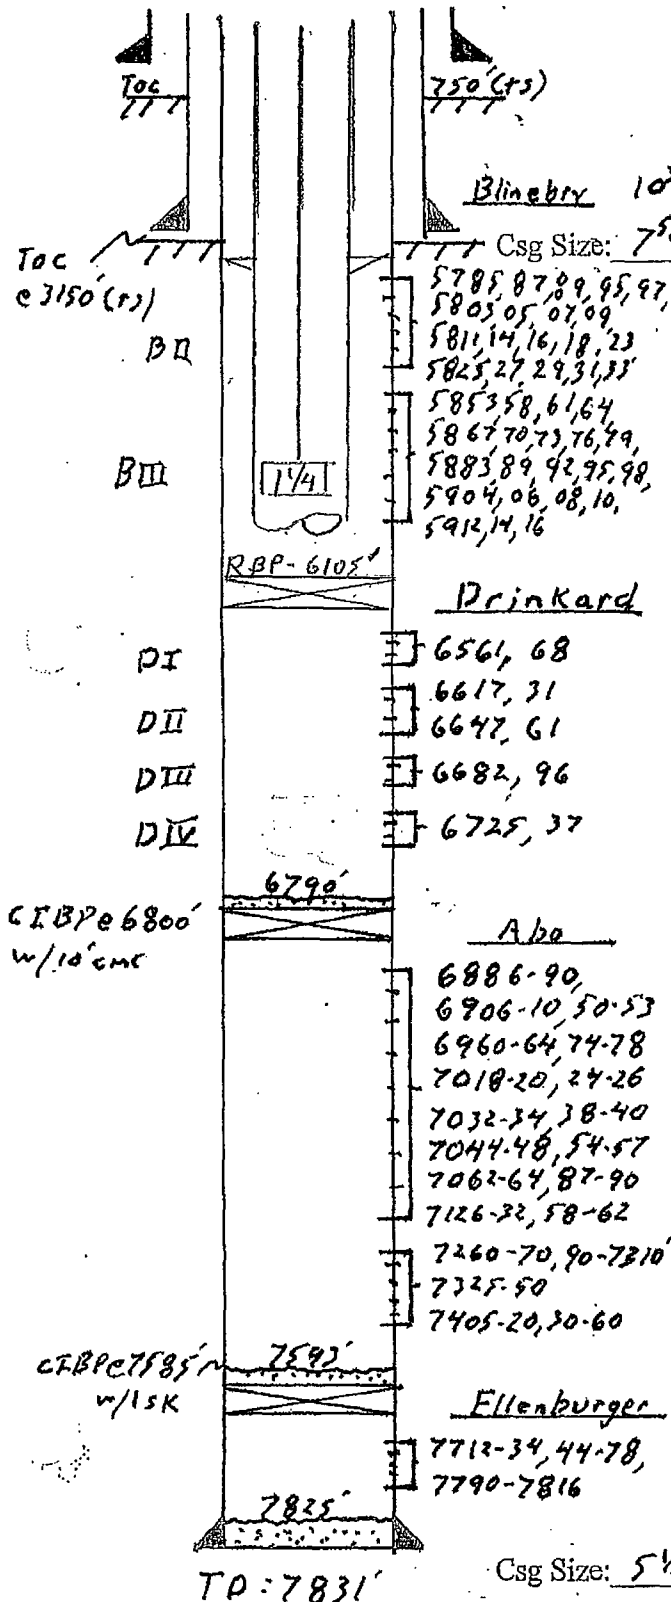 Toc 750' (ts)
Blinebry 10
Csg Size: 7
Toc
@ 3150' (ts)
5785, 87, 89, 95, 97,
5803, 05, 07, 09
5811, 14, 16, 18, 23
5825, 27, 29, 31, 33
BII
5853, 58, 61, 64,
5867, 70, 73, 76, 79,
5883, 89, 92, 95, 98,
5904, 06, 08, 10,
5912, 14, 16
BIII
1 1/4
RBP - 6105'
Drinkard
DI
6561, 68
DII
6617, 31
6647, 61
DIII
6682, 96
DIV
6725, 37
6790'
CIBP @ 6800'
w/10' cmt
Abo
6886-90,
6906-10, 50-53
6960-64, 74-78
7018-20, 24-26
7032-34, 38-40
7044-48, 54-57
7062-64, 87-90
7126-32, 58-62
7260-70, 90-7310'
7325-50
7405-20, 30-60
7593'
CIBP @ 7585'
w/1 sk
Ellenburger
7712-34, 44-78,
7790-7816
7825'
Csg Size: 5 1/
TD: 7831'